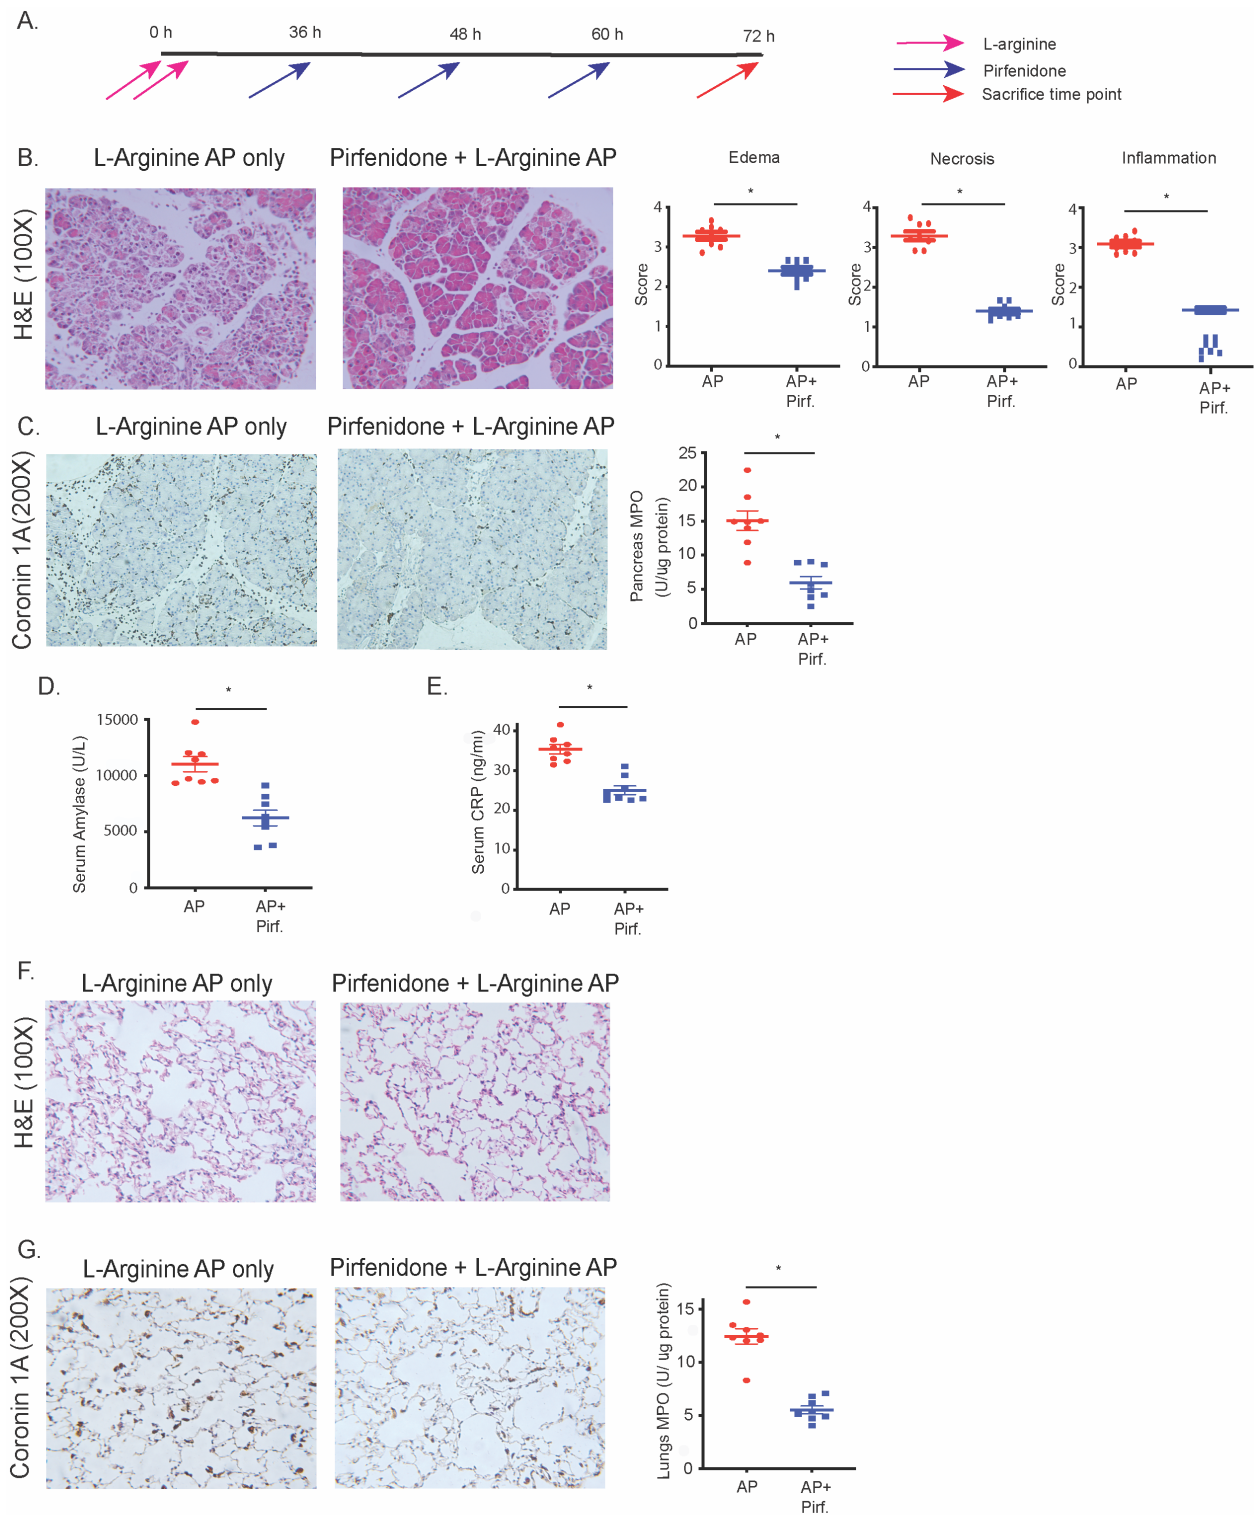 A.
0 h 36 h 48 h 60 h 72 h
L-arginine
Pirfenidone
Sacrifice time point
B.
L-Arginine AP only
Pirfenidone + L-Arginine AP
H&E (100X)
Edema
*
4
3
2
1
0
Score
AP
AP+
Pirf.
Necrosis
*
4
3
2
1
0
Score
AP
AP+
Pirf.
Inflammation
*
4
3
2
1
0
Score
AP
AP+
Pirf.
C.
L-Arginine AP only
Pirfenidone + L-Arginine AP
Coronin 1A(200X)
*
25
20
15
10
5
0
Pancreas MPO
(U/ug protein)
AP
AP+
Pirf.
D.
*
15000
10000
5000
0
Serum Amylase (U/L)
AP
AP+
Pirf.
E.
*
40
30
20
10
0
Serum CRP (ng/ml)
AP
AP+
Pirf.
F.
L-Arginine AP only
Pirfenidone + L-Arginine AP
H&E (100X)
G.
L-Arginine AP only
Pirfenidone + L-Arginine AP
Coronin 1A (200X)
*
15
10
5
0
Lungs MPO (U/ ug protein)
AP
AP+
Pirf.